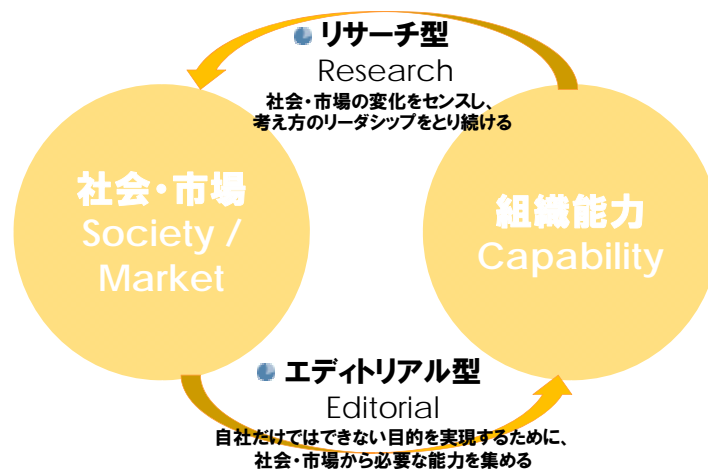 リサーチ型
Research
社会・市場の変化をセンスし、
考え方のリーダシップをとり続ける
社会・市場
Society /
Market
組織能力
Capability
エディトリアル型
Editorial
自社だけではできない目的を実現するために、
社会・市場から必要な能力を集める